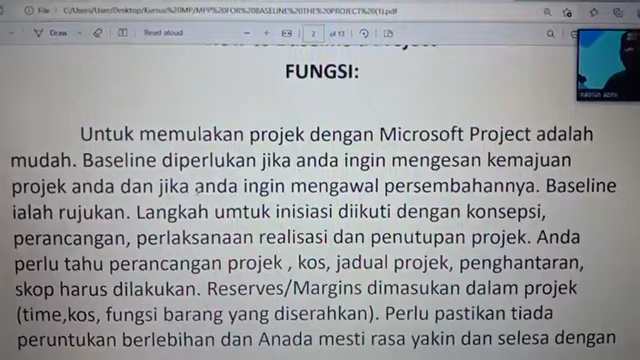 File
C:/Users/User/Desktop/Kursus%20MP/MPP%20FOR%20BASELINE%20THE%20PROJECT%20(1).pdf
Draw
Read aloud
2
of 13
FUNGSI:
Untuk memulakan projek dengan Microsoft Project adalah
mudah. Baseline diperlukan jika anda ingin mengesan kemajuan
projek anda dan jika anda ingin mengawal persembahannya. Baseline
ialah rujukan. Langkah umtuk inisiasi diikuti dengan konsepsi,
perancangan, perlaksanaan realisasi dan penutupan projek. Anda
perlu tahu perancangan projek , kos, jadual projek, penghantaran,
skop harus dilakukan. Reserves/Margins dimasukan dalam projek
(time,kos, fungsi barang yang diserahkan). Perlu pastikan tiada
peruntukan berlebihan dan Anada mesti rasa yakin dan selesa dengan